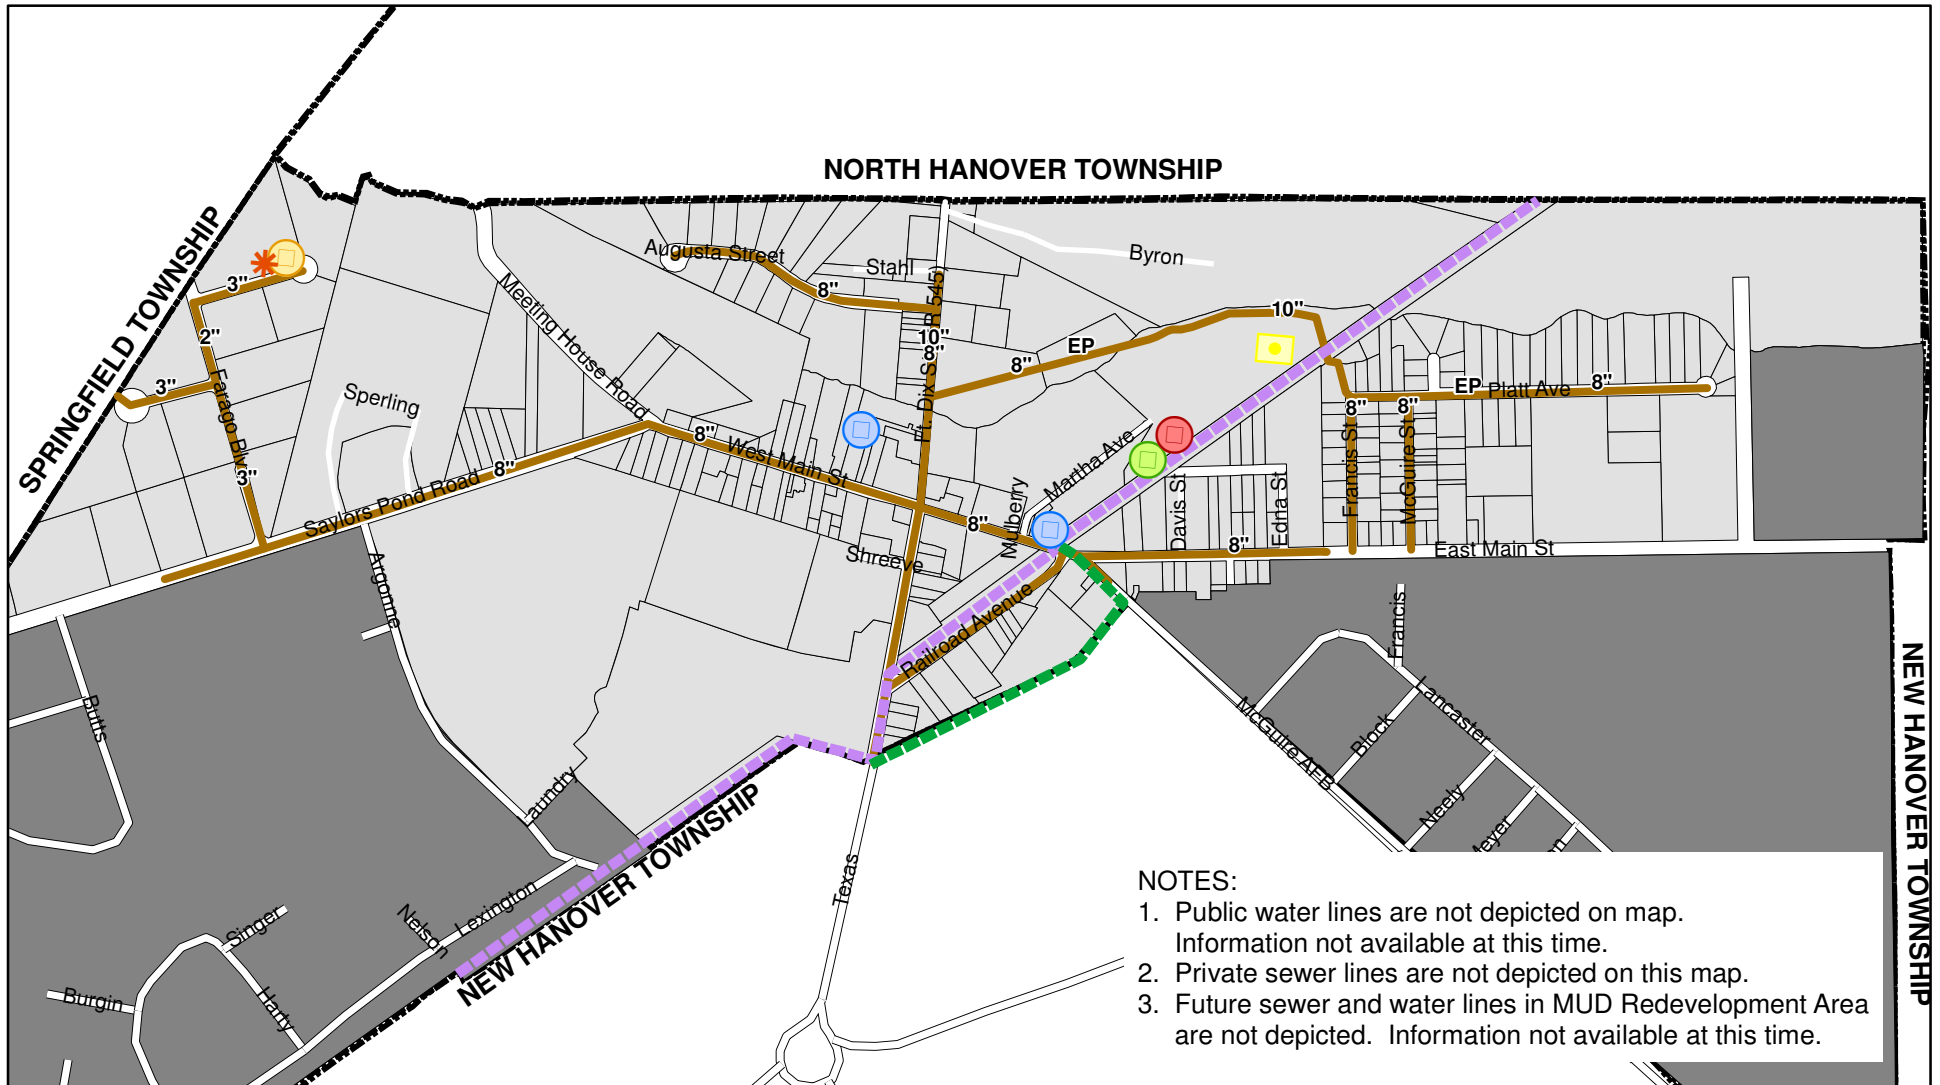 NORTH HANOVER TOWNSHIP
SPRINGFIELD TOWNSHIP
Augusta Street
Stahl
Byron
3"
2"
3"
Farago Blv
3"
Meeting House Road
Sperling
8"
10"
8"
8"
EP
10"
8"
EP
Platt Ave
8"
8"
8"
Francis St
McGuire St
Saylors Pond Road
8"
8"
West Main St
8"
Mulberry
Martha Ave
Davis St
Edna St
8"
East Main St
Shreeve
Railroad Avenue
Argonne
Butts
Laundry
Francis
Lancaster
Block
McGuire AFB
Neely
Meyer
NEW HANOVER TOWNSHIP
NEW HANOVER TOWNSHIP
Texas
Lexington
Nelson
Singer
Harty
Burgin
NOTES:
1. Public water lines are not depicted on map.
Information not available at this time.
2. Private sewer lines are not depicted on this map.
3. Future sewer and water lines in MUD Redevelopment Area
are not depicted. Information not available at this time.